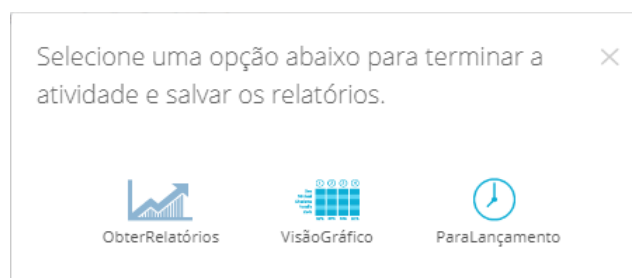 Selecione uma opção abaixo para terminar a
atividade e salvar os relatórios.
ObterRelatórios
VisãoGráfico
ParaLançamento